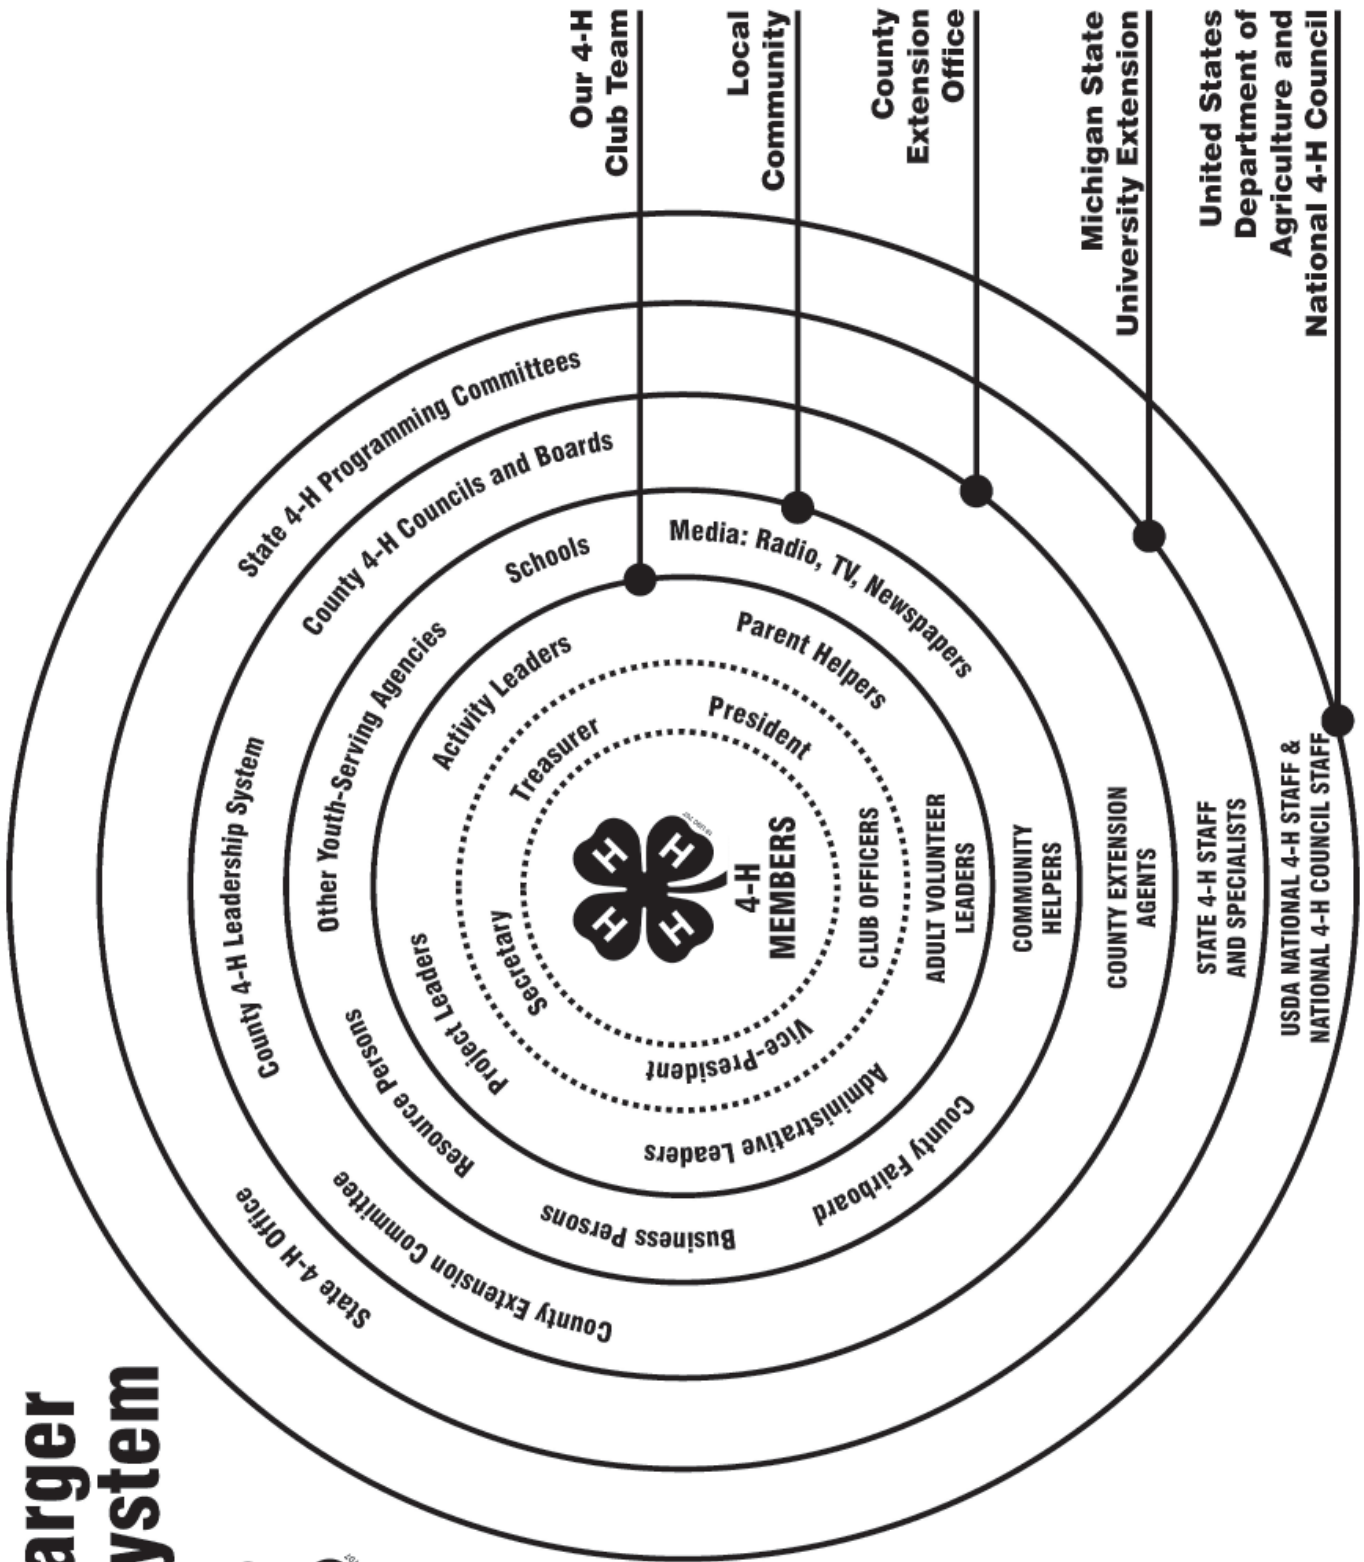 arger
ystem
Our 4-H
Club Team
Local
Community
County
Extension
Office
Michigan State
University Extension
United States
Department of
Agriculture and
National 4-H Council
State 4-H Office
State 4-H Programming Committees
County Extension Committee
County 4-H Leadership System
County 4-H Councils and Boards
County Fairboard
Business Persons
Resource Persons
Other Youth-Serving Agencies
Schools
Media: Radio, TV, Newspapers
Administrative Leaders
Project Leaders
Activity Leaders
Parent Helpers
Vice-President
Secretary
Treasurer
President
H
H
H
H
4-H
MEMBERS
CLUB OFFICERS
ADULT VOLUNTEER
LEADERS
COMMUNITY
HELPERS
COUNTY EXTENSION
AGENTS
STATE 4-H STAFF
AND SPECIALISTS
USDA NATIONAL 4-H STAFF &
NATIONAL 4-H COUNCIL STAFF